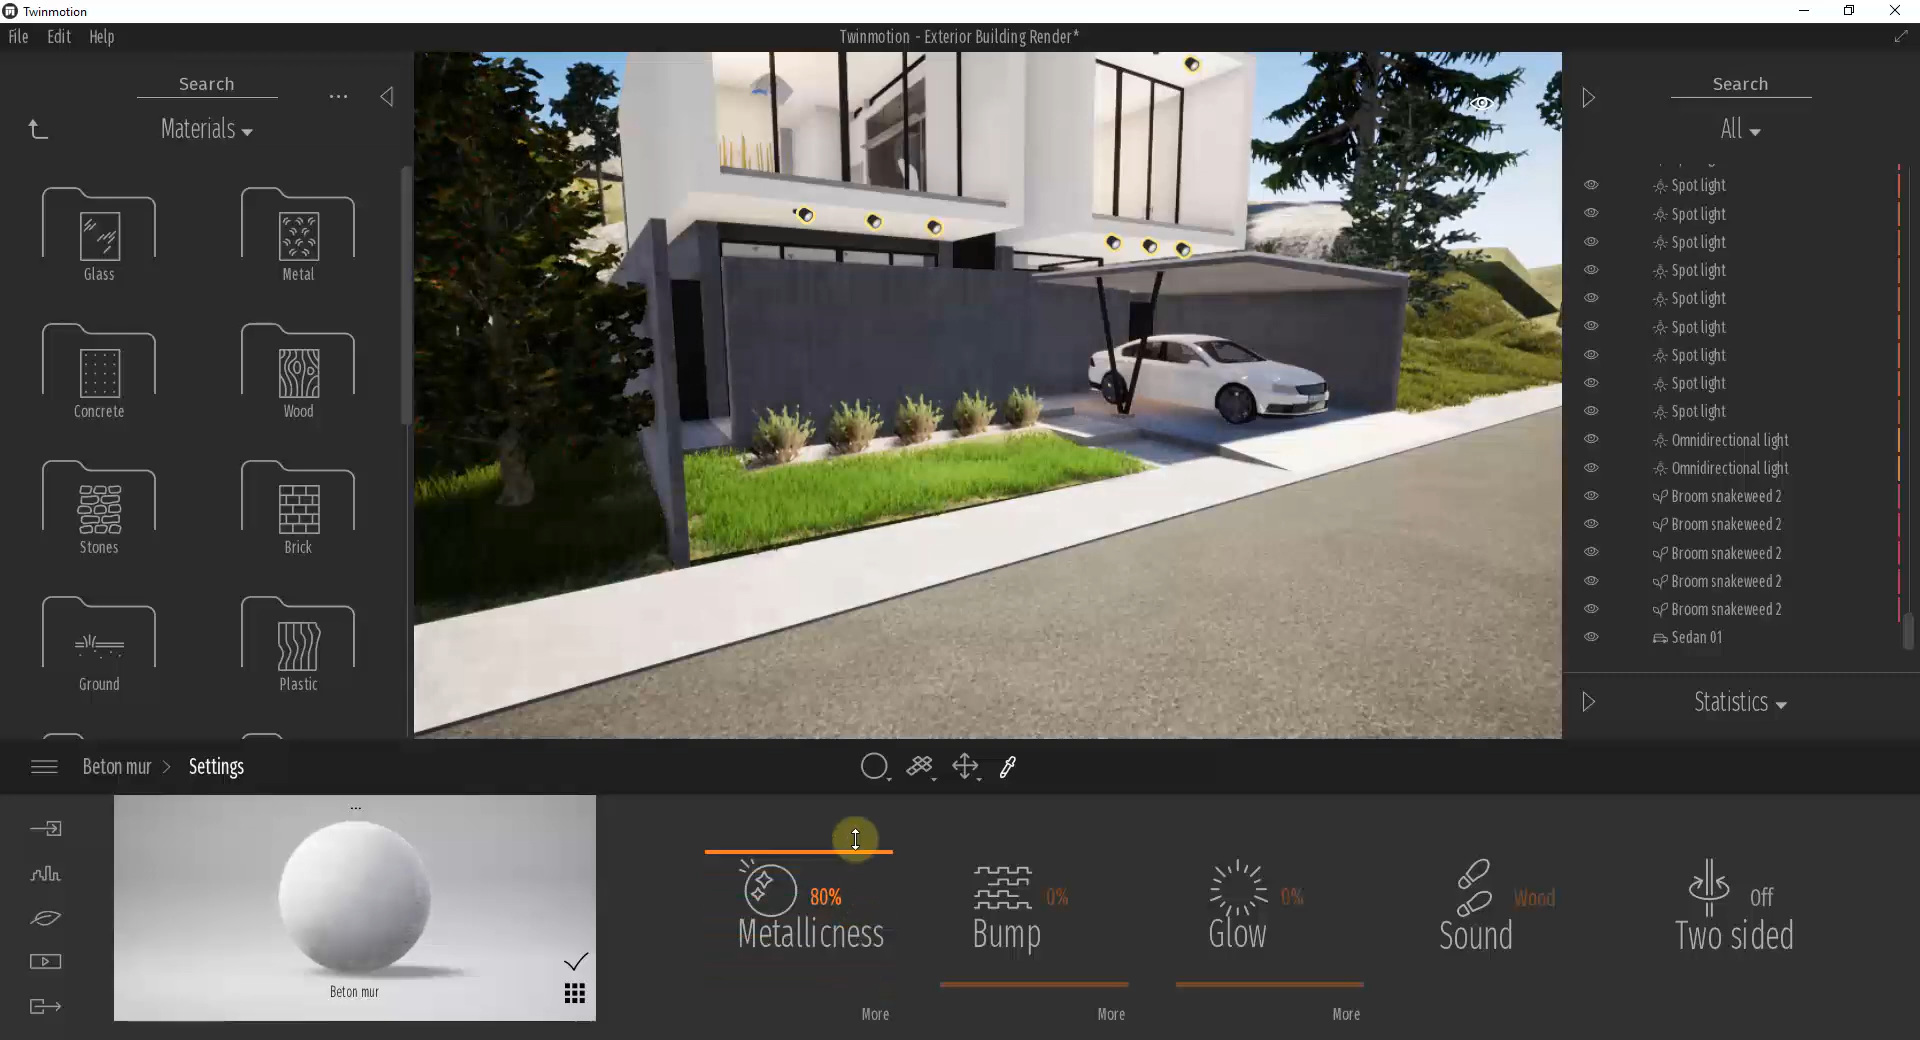 Twinmotion
File Edit Help
Twinmotion - Exterior Building Render*
Search
...
Materials
Glass
Metal
Concrete
Wood
Stones
Brick
Ground
Plastic
Search
All
Spot light
Spot light
Spot light
Spot light
Spot light
Spot light
Spot light
Spot light
Spot light
Omnidirectional light
Omnidirectional light
Broom snakeweed 2
Broom snakeweed 2
Broom snakeweed 2
Broom snakeweed 2
Broom snakeweed 2
Sedan 01
Statistics
Beton mur > Settings
...
Beton mur
80%
Metallicness
More
0%
Bump
More
0%
Glow
More
Wood
Sound
Off
Two sided